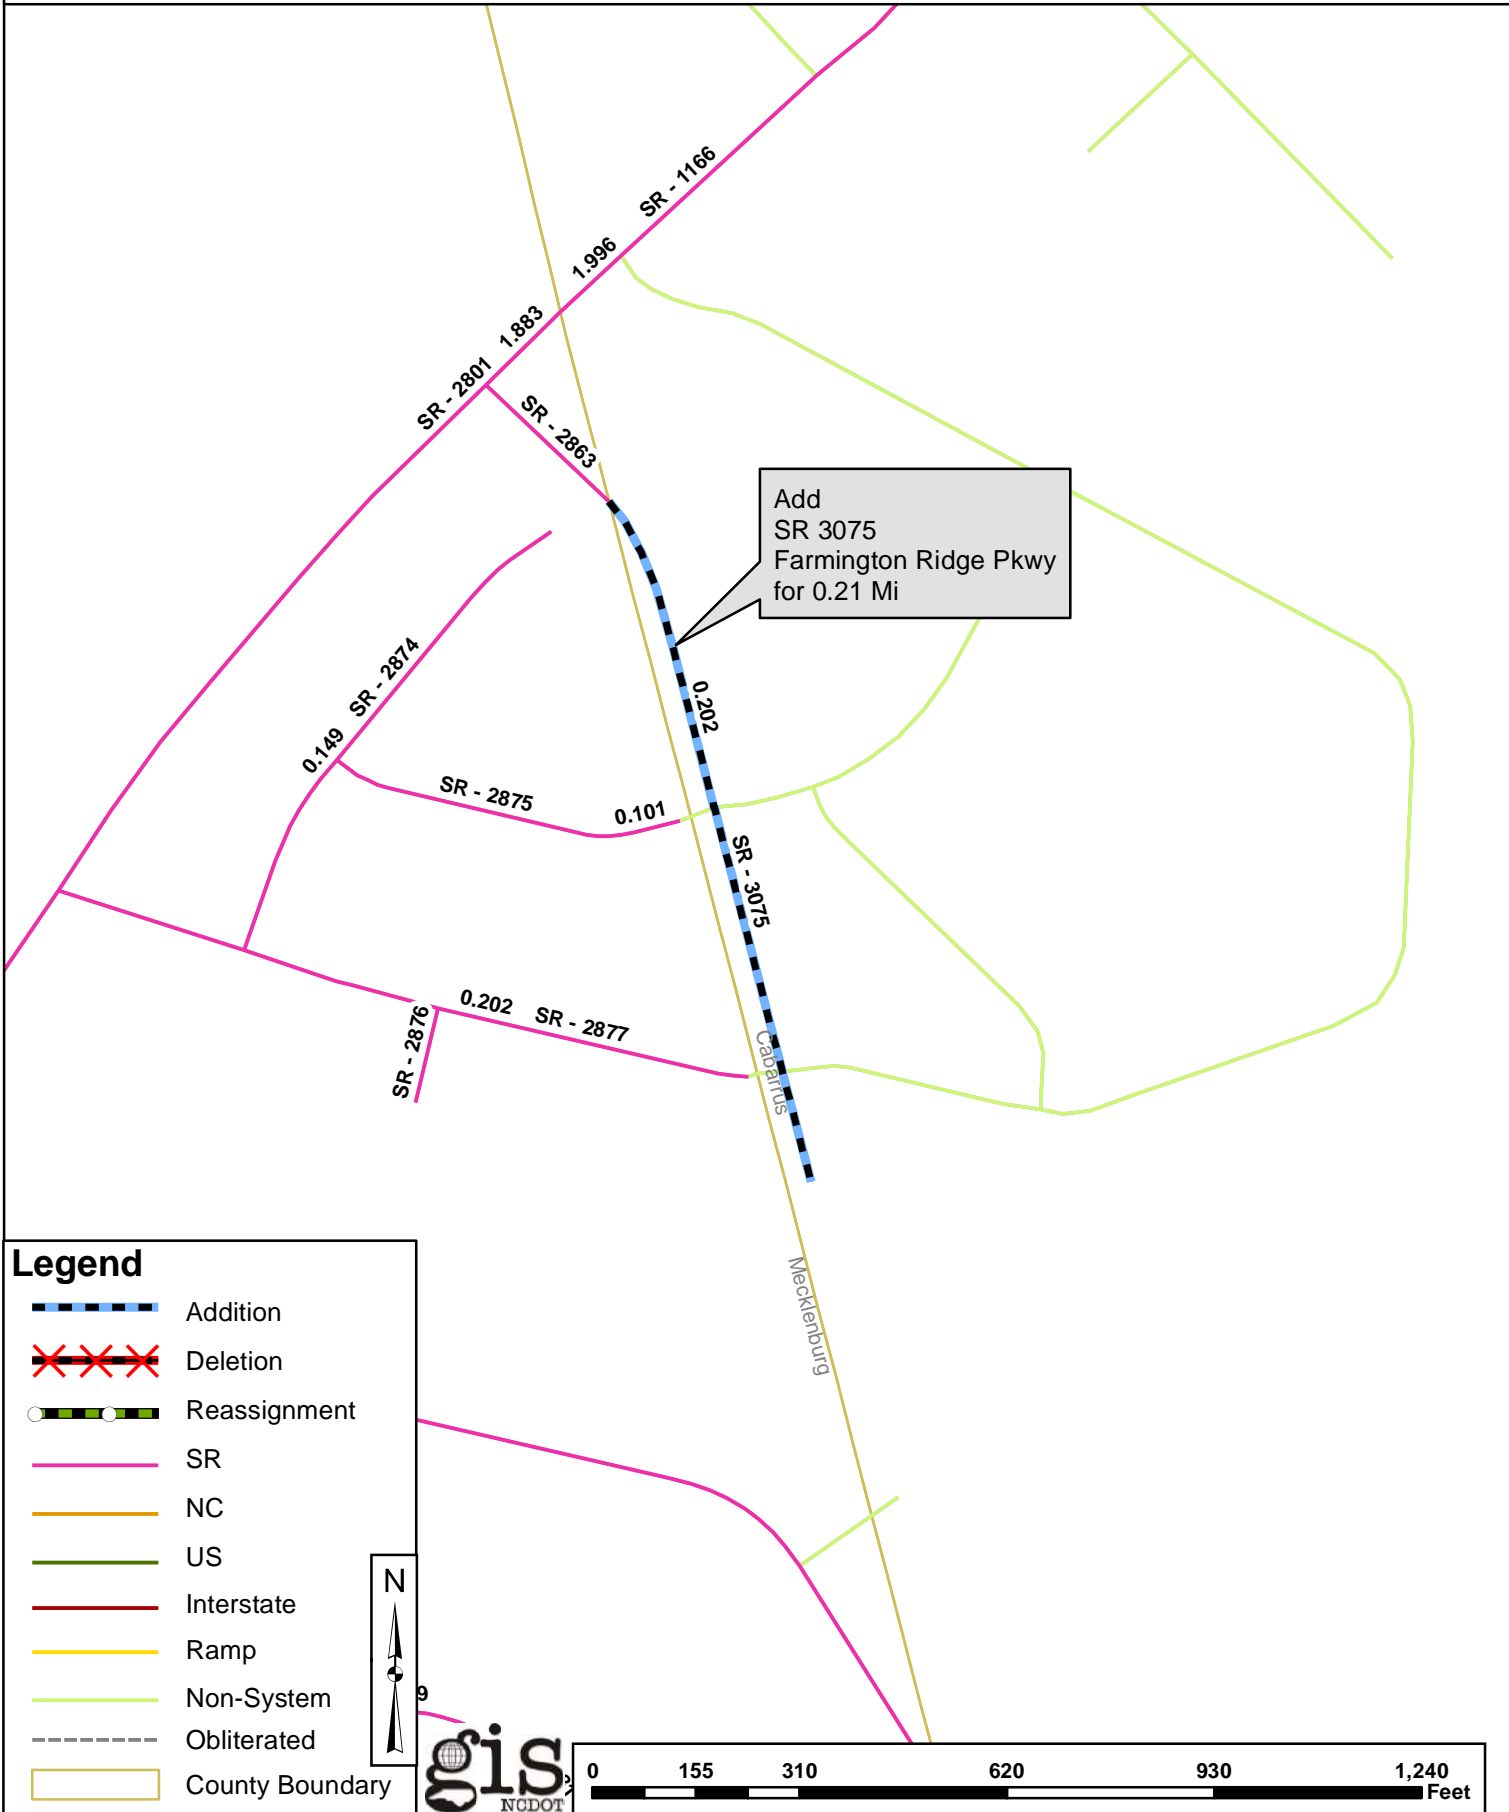 SR - 1166
1.996
1.883
SR - 2801
SR - 2863
Add
SR 3075
Farmington Ridge Pkwy
for 0.21 Mi
SR - 2874
0.202
0.149
SR - 2875
0.101
SR - 3075
0.202
SR - 2877
SR - 2876
Cabarrus
Mecklenburg
Legend
Addition
Deletion
Reassignment
SR
NC
US
Interstate
Ramp
Non-System
Obliterated
County Boundary
N
9
gis
NCDOT
0 155 310 620 930 1,240
Feet